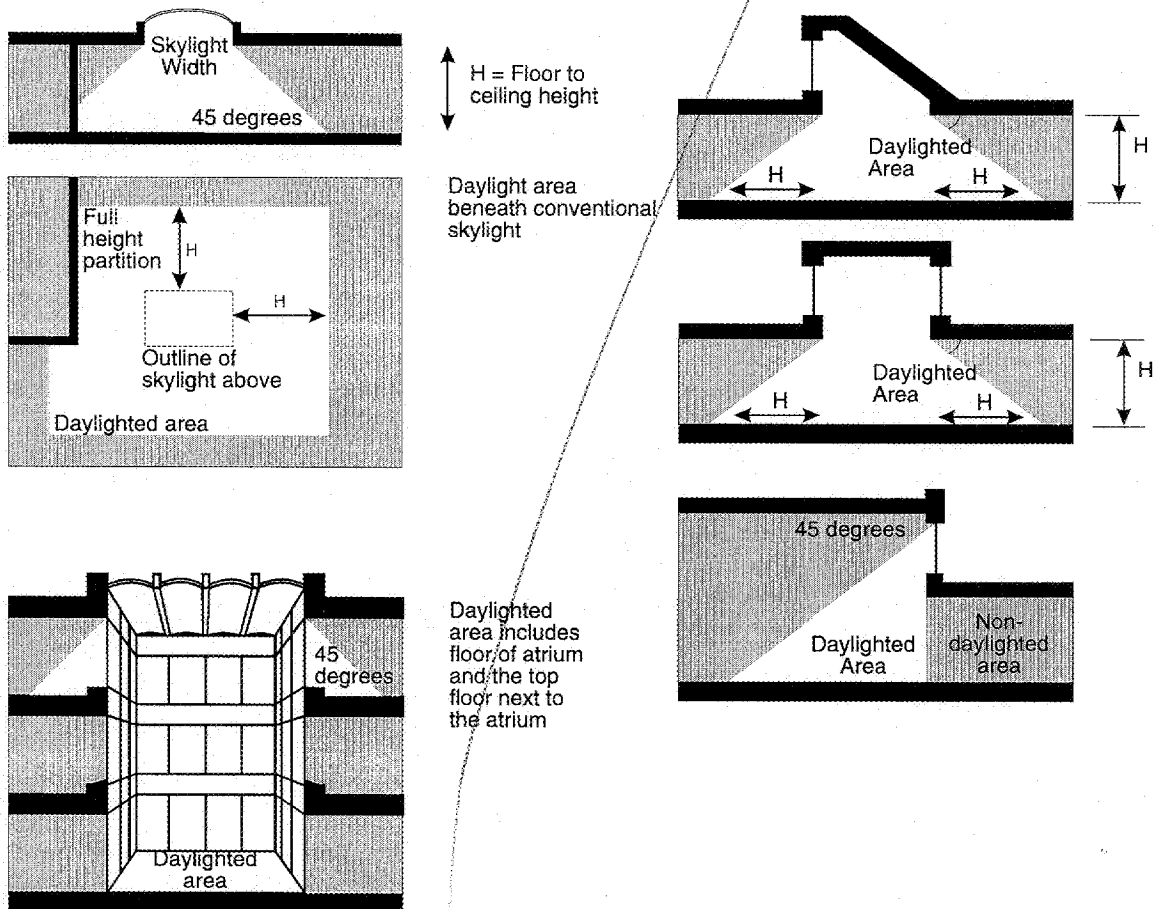 Skylight
Width
45 degrees
H = Floor to
ceiling height
Full
height
partition
H
H
Outline of
skylight above
Daylighted area
Daylight area
beneath conventional
skylight
45
degrees
Daylighted
area
Daylighted
area includes
floor of atrium
and the top
floor next to
the atrium
Daylighted
Area
H
H
H
Daylighted
Area
H
H
H
45 degrees
Daylighted
Area
Non-
daylighted
area